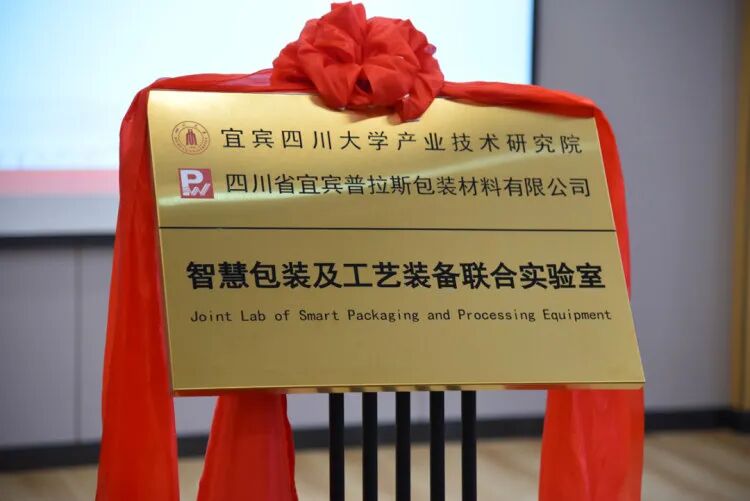 宜宾四川大学产业技术研究院
PW 四川省宜宾普拉斯包装材料有限公司
智慧包装及工艺装备联合实验室
Joint Lab of Smart Packaging and Processing Equipment